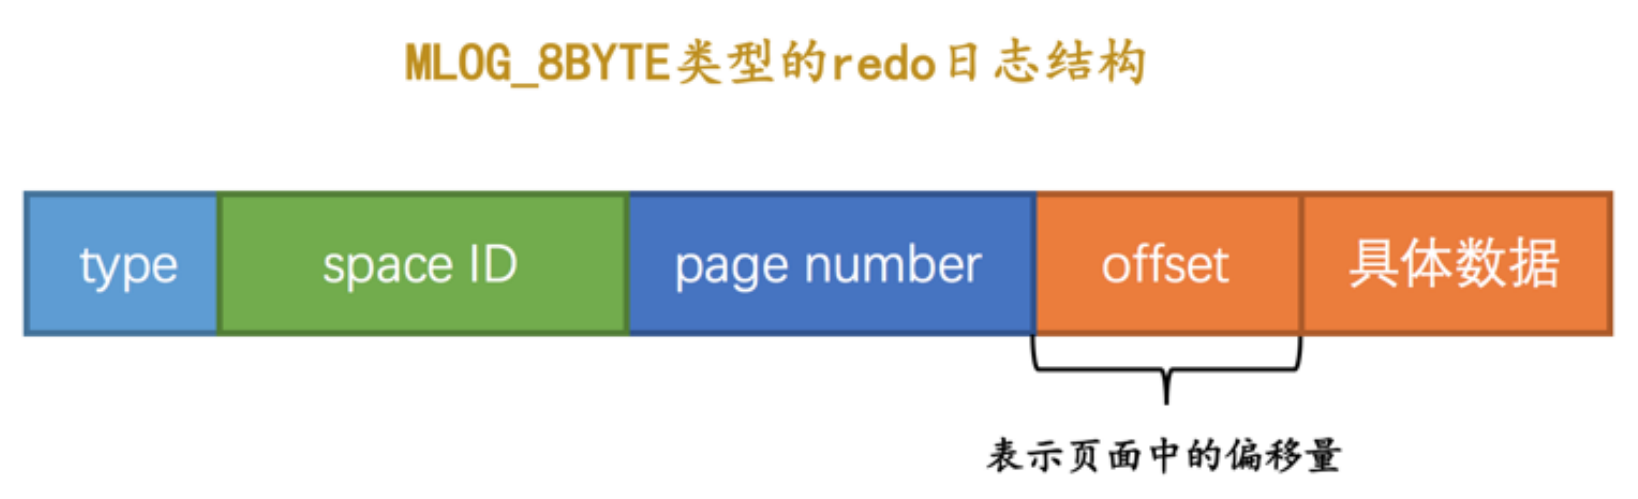 MLOG_8BYTE类型的redo日志结构
type space ID page number offset 具体数据
表示页面中的偏移量